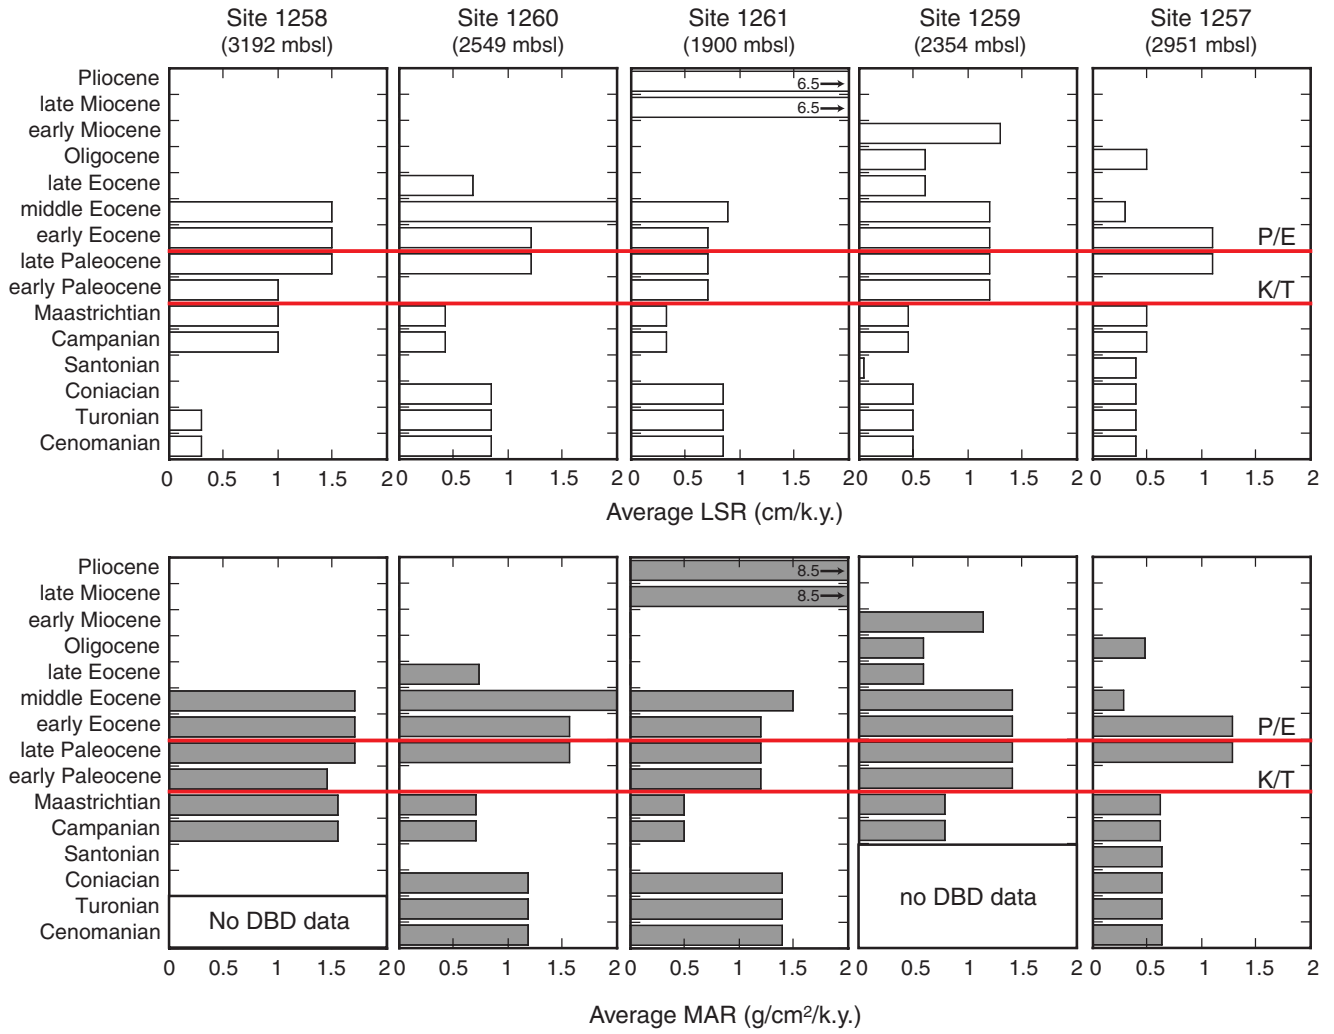 Site 1258 Site 1260 Site 1261 Site 1259 Site 1257
(3192 mbsl) (2549 mbsl) (1900 mbsl) (2354 mbsl) (2951 mbsl)
Pliocene 6.5
late Miocene 6.5
early Miocene
Oligocene
late Eocene
middle Eocene
early Eocene P/E
late Paleocene
early Paleocene K/T
Maastrichtian
Campanian
Santonian
Coniacian
Turonian
Cenomanian
0 0.5 1 1.5 2 0 0.5 1 1.5 2 0 0.5 1 1.5 2 0 0.5 1 1.5 2 0 0.5 1 1.5 2
Average LSR (cm/k.y.)
Pliocene 8.5
late Miocene 8.5
early Miocene
Oligocene
late Eocene
middle Eocene
early Eocene P/E
late Paleocene
early Paleocene K/T
Maastrichtian
Campanian
Santonian
Coniacian no DBD data
Turonian No DBD data
Cenomanian
0 0.5 1 1.5 2 0 0.5 1 1.5 2 0 0.5 1 1.5 2 0 0.5 1 1.5 2 0 0.5 1 1.5 2
Average MAR (g/cm²/k.y.)